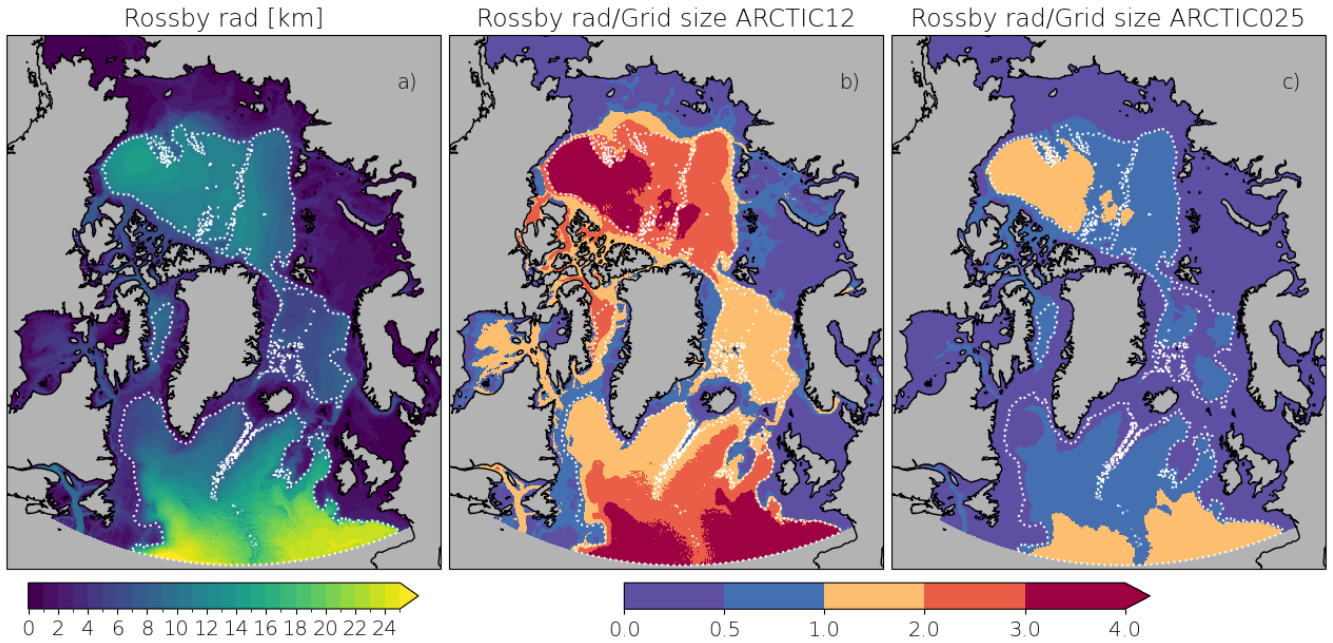 Rossby rad [km]
Rossby rad/Grid size ARCTIC12
Rossby rad/Grid size ARCTIC025
a)
b)
c)
0 2 4 6 8 10 12 14 16 18 20 22 24
0.0 0.5 1.0 2.0 3.0 4.0